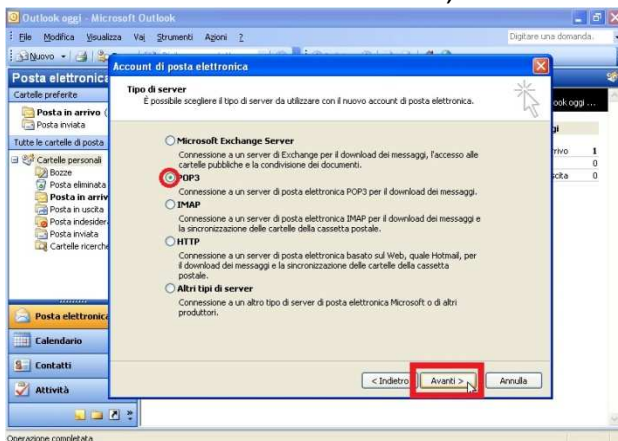 Outlook oggi - Microsoft Outlook
File Modifica Visualizza Vai Strumenti Azioni ?
Digitare una domanda.
Nuovo
Posta elettronica
Account di posta elettronica
Cartelle preferite
Posta in arrivo (
Posta inviata
Tutte le cartelle di posta
Cartelle personali
Bozze
Posta eliminata
Posta in arriv
Posta in uscita
Posta indesider
Posta inviata
Cartelle ricerche
Posta elettronica
Calendario
Contatti
Attività
Tipo di server
È possibile scegliere il tipo di server da utilizzare con il nuovo account di posta elettronica.
Microsoft Exchange Server
Connessione a un server di Exchange per il download dei messaggi, l'accesso alle
cartelle pubbliche e la condivisione dei documenti.
POP3
Connessione a un server di posta elettronica POP3 per il download dei messaggi.
IMAP
Connessione a un server di posta elettronica IMAP per il download dei messaggi e
la sincronizzazione delle cartelle della cassetta postale.
HTTP
Connessione a un server di posta elettronica basato sul Web, quale Hotmail, per
il download dei messaggi e la sincronizzazione delle cartelle della cassetta
postale.
Altri tipi di server
Connessione a un altro tipo di server di posta elettronica Microsoft o di altri
produttori.
< Indietro Avanti > Annulla
ook oggi ...
gi
rrivo 1
0
scita 0
Operazione completata